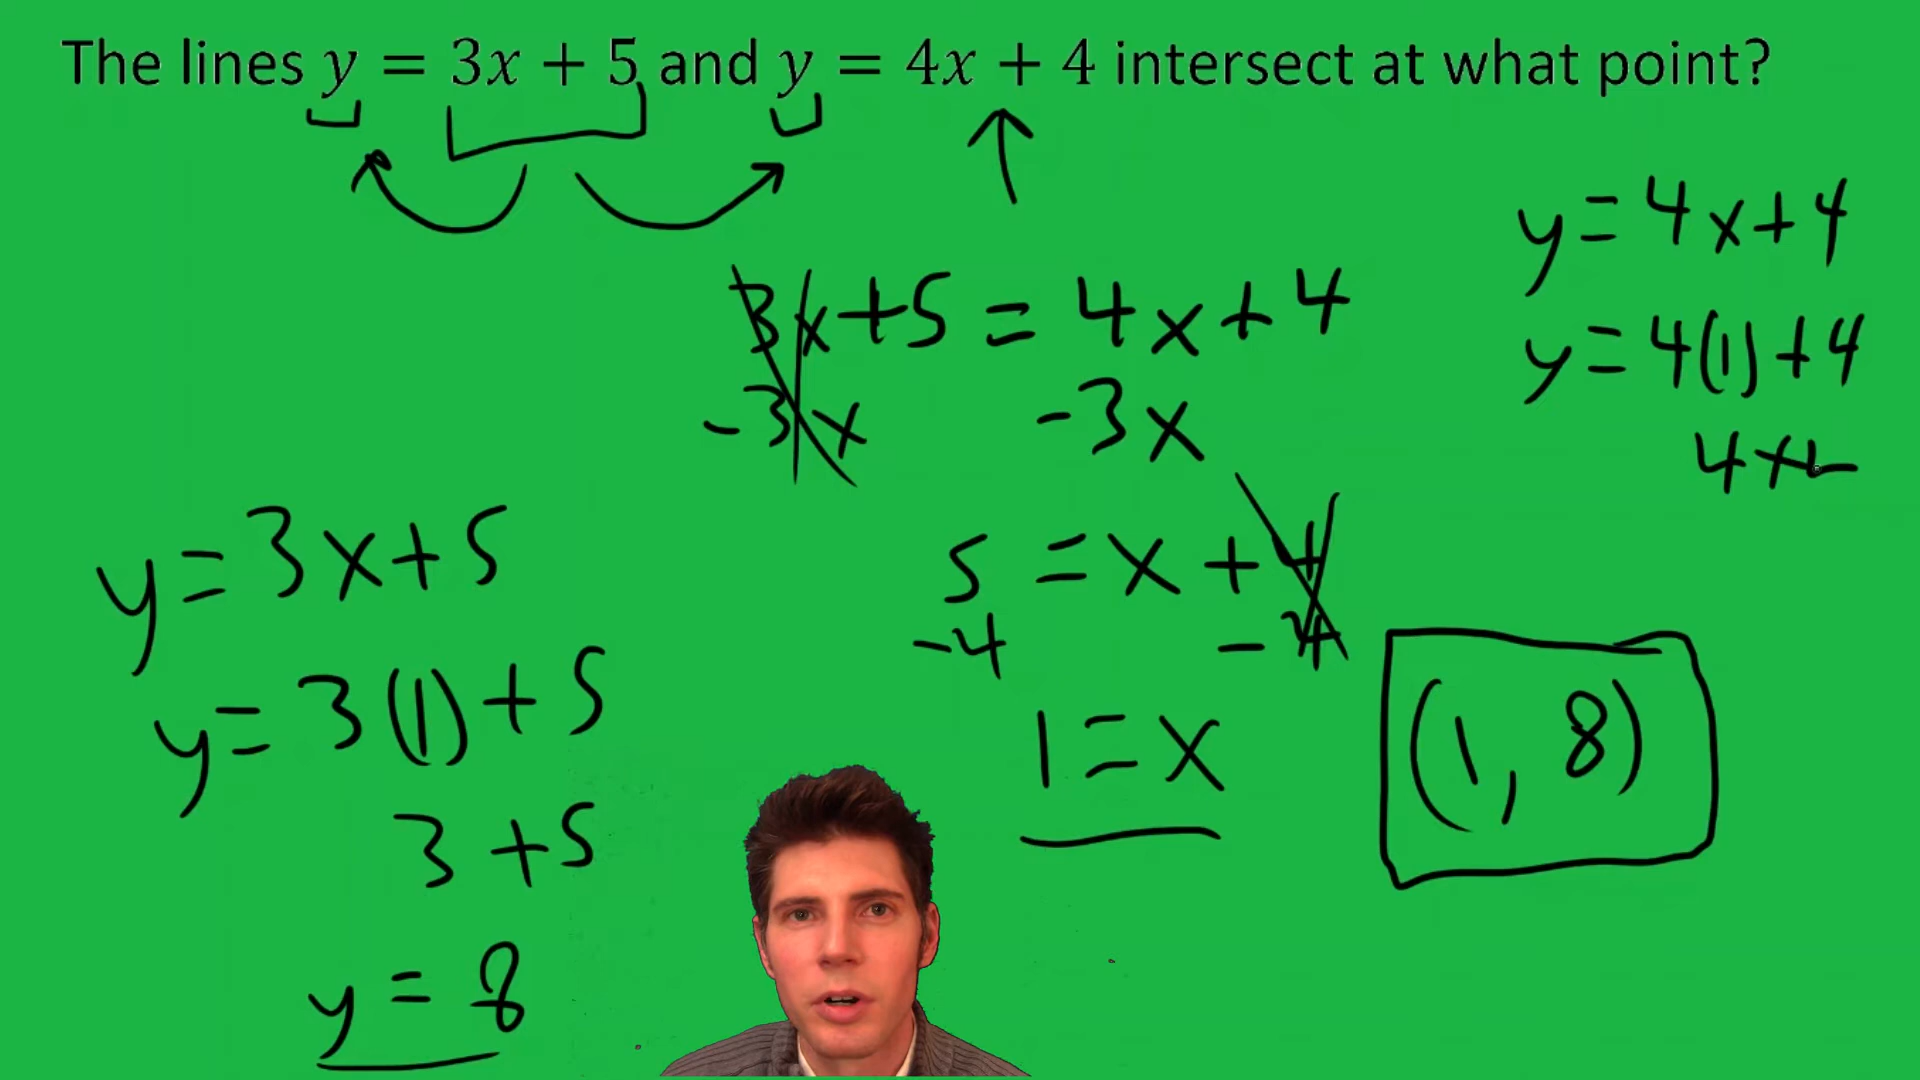 The lines y = 3x + 5 and y = 4x + 4 intersect at what point?
3x+5 = 4x+4
-3x -3x
5 = x + 4
-4 - 4
1 = x
y = 3x+5
y = 3(1)+5
3 +5
y = 8
y = 4x+4
y = 4(1)+4
4+
(1, 8)